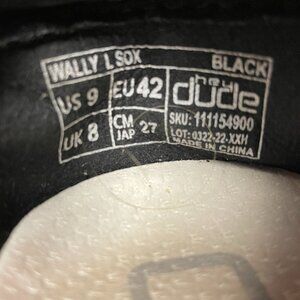 WALLY L SOX BLACK
US 9 EU 42 hey dude
UK 8 CM JAP 27 SKU: 111154900
LOT: 0322-22-XXH
MADE IN CHINA